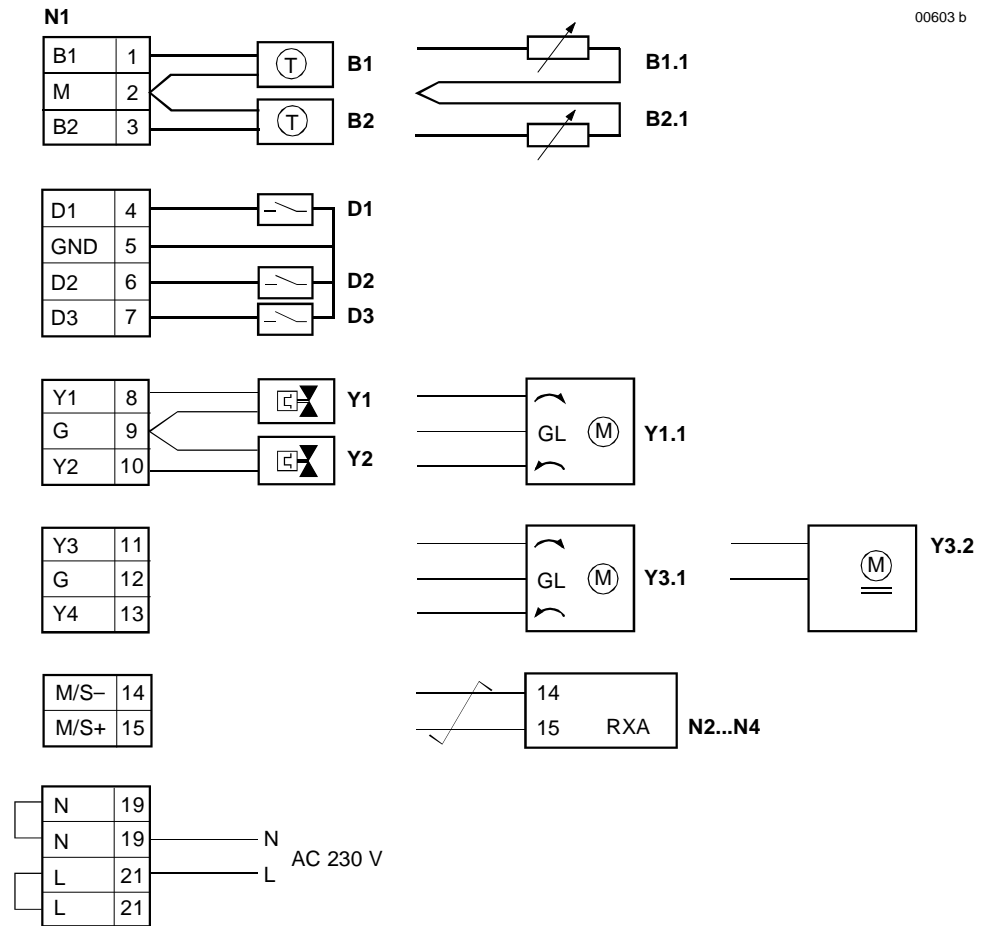 N1
00603 b
B1 1 T B1 B1.1
M 2
B2 3 T B2 B2.1
D1 4 D1
GND 5
D2 6 D2
D3 7 D3
Y1 8 Y1
G 9 GL M Y1.1
Y2 10 Y2
Y3 11 Y3.2
G 12 GL M Y3.1 M
Y4 13
M/S– 14 14
M/S+ 15 15 RXA N2...N4
N 19
N 19 N
AC 230 V
L 21 L
L 21